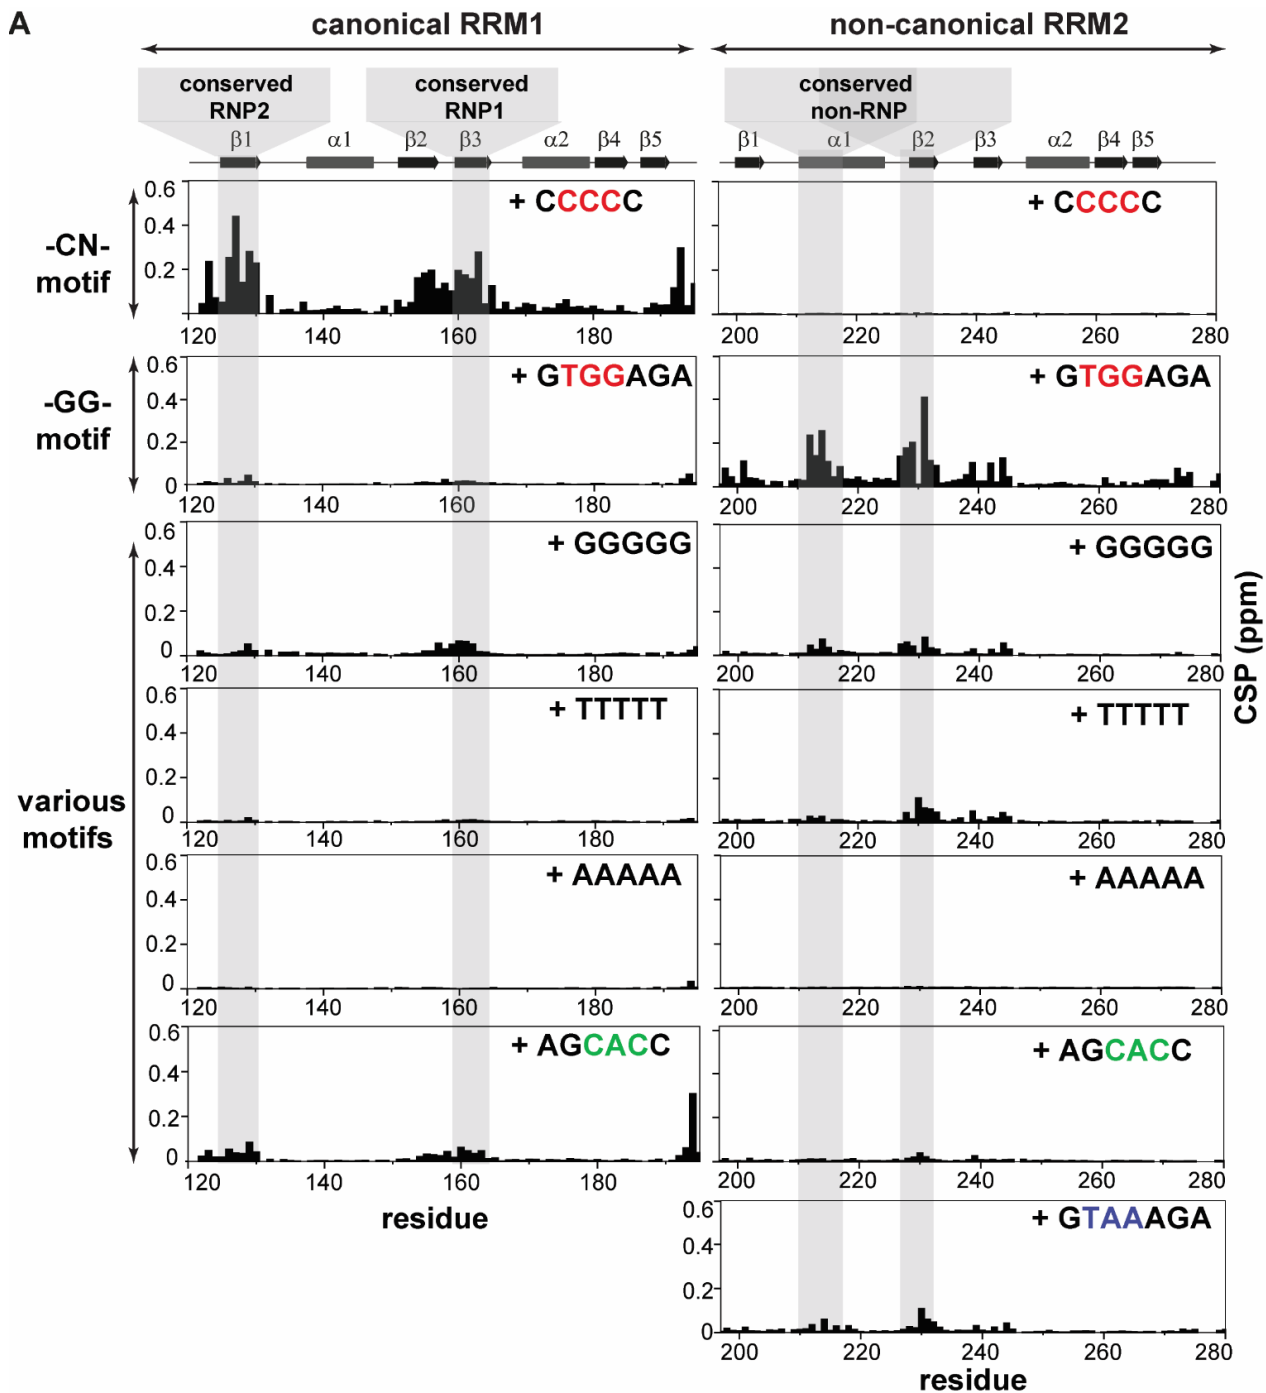 A
canonical RRM1
non-canonical RRM2
conserved
RNP2
conserved
RNP1
conserved
non-RNP
β1 α1 β2 β3 α2 β4 β5
β1 α1 β2 β3 α2 β4 β5
-CN-
motif
0.6
0.4
0.2
+ CCCCC
120 140 160 180
+ CCCCC
200 220 240 260 280
-GG-
motif
0.6
0.4
0.2
0
+ GTGGAGA
120 140 160 180
+ GTGGAGA
200 220 240 260 280
various
motifs
0.6
0.4
0.2
0
+ GGGGG
120 140 160 180
+ GGGGG
200 220 240 260 280
CSP (ppm)
0.6
0.4
0.2
0
+ TTTTT
120 140 160 180
+ TTTTT
200 220 240 260 280
0.6
0.4
0.2
0
+ AAAAA
120 140 160 180
+ AAAAA
200 220 240 260 280
0.6
0.4
0.2
0
+ AGCACC
120 140 160 180
residue
+ AGCACC
200 220 240 260 280
0.6
0.4
0.2
0
+ GTAAAGA
200 220 240 260 280
residue